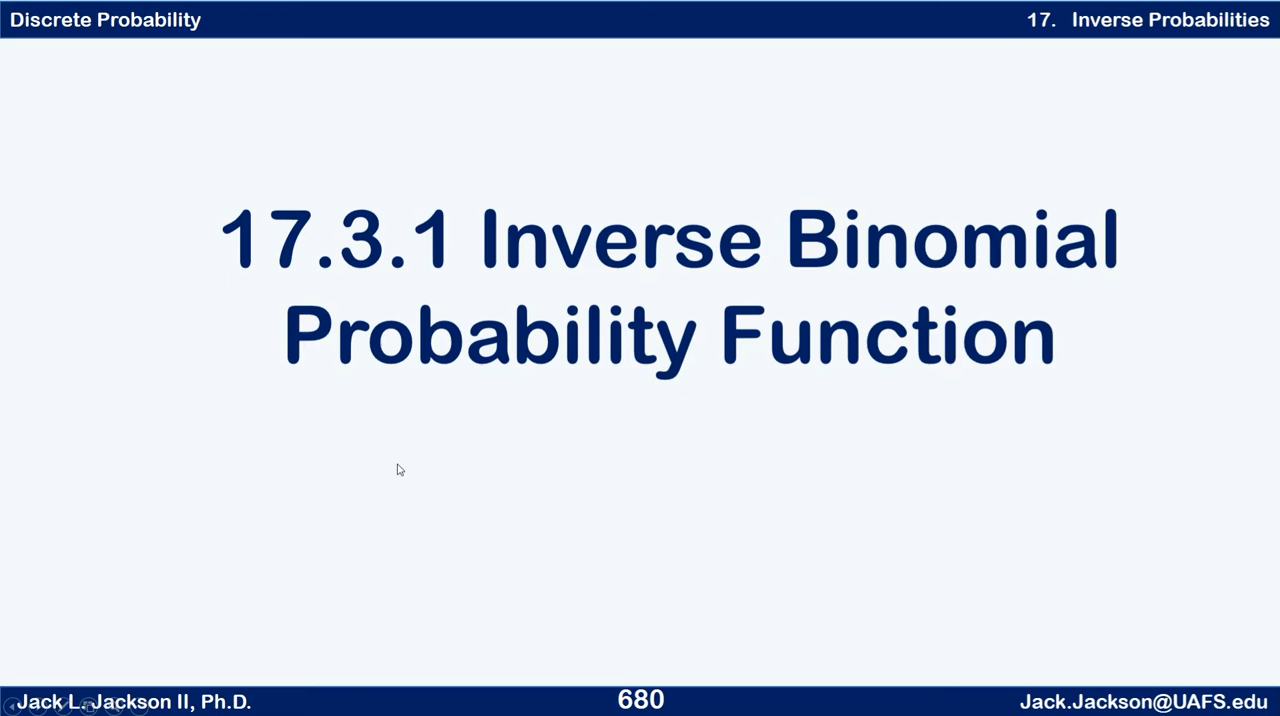 Discrete Probability
17. Inverse Probabilities
17.3.1 Inverse Binomial
Probability Function
Jack L. Jackson II, Ph.D.
680
Jack.Jackson@UAFS.edu